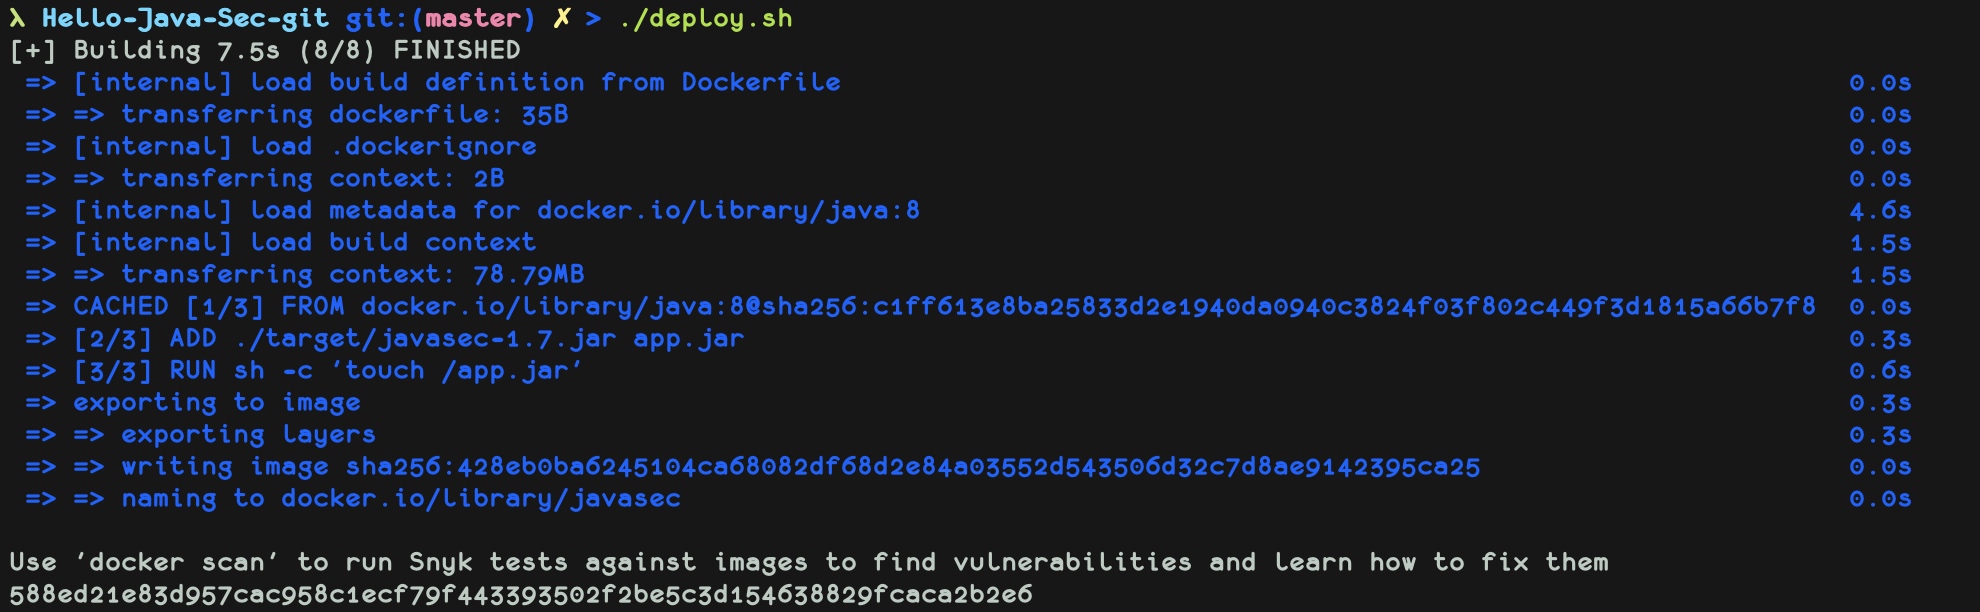 λ Hello-Java-Sec-git git:(master) ✗ > ./deploy.sh
[+] Building 7.5s (8/8) FINISHED
=> [internal] load build definition from Dockerfile 0.0s
=> => transferring dockerfile: 35B 0.0s
=> [internal] load .dockerignore 0.0s
=> => transferring context: 2B 0.0s
=> [internal] load metadata for docker.io/library/java:8 4.6s
=> [internal] load build context 1.5s
=> => transferring context: 78.79MB 1.5s
=> CACHED [1/3] FROM docker.io/library/java:8@sha256:c1ff613e8ba25833d2e1940da0940c3824f03f802c449f3d1815a66b7f8 0.0s
=> [2/3] ADD ./target/javasec-1.7.jar app.jar 0.3s
=> [3/3] RUN sh -c 'touch /app.jar' 0.6s
=> exporting to image 0.3s
=> => exporting layers 0.3s
=> => writing image sha256:428eb0ba6245104ca68082df68d2e84a03552d543506d32c7d8ae9142395ca25 0.0s
=> => naming to docker.io/library/javasec 0.0s
Use 'docker scan' to run Snyk tests against images to find vulnerabilities and learn how to fix them
588ed21e83d957cac958c1ecf79f443393502f2be5c3d154638829fcaca2b2e6